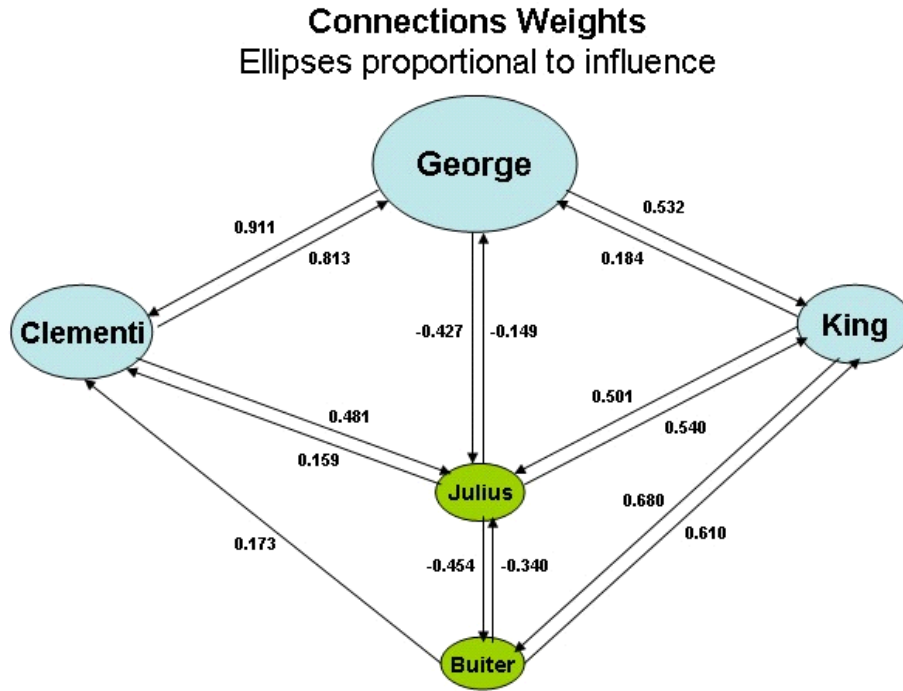 Connections Weights
Ellipses proportional to influence
George
0.911
0.532
0.813
0.184
Clementi
King
-0.427
-0.149
0.501
0.481
0.540
0.159
Julius
0.680
0.610
0.173
-0.454
-0.340
Buiter